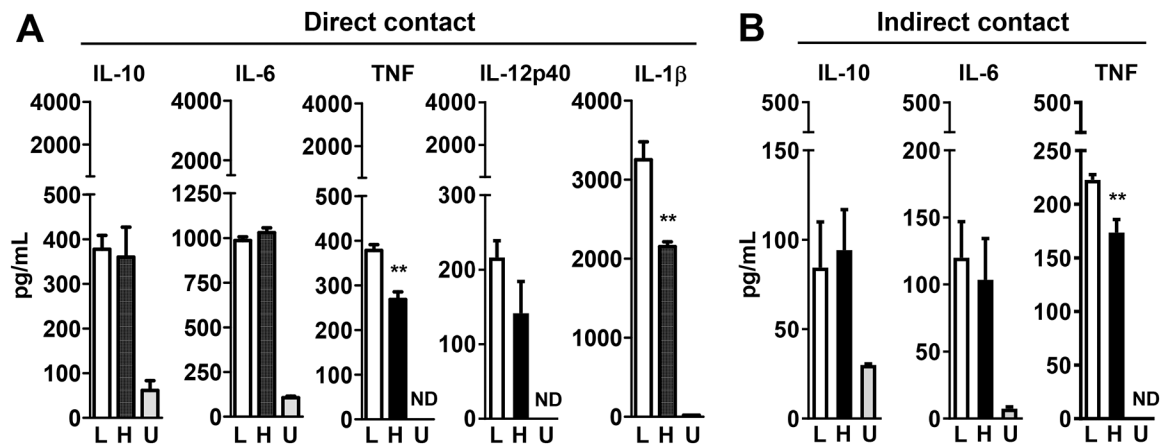 A Direct contact
IL-10 IL-6 TNF IL-12p40 IL-1β
pg/mL
4000 2000 500 400 300 200 100 0
4000 2000 1250 1000 750 500 250 0
4000 2000 500 400 300 200 100 0
4000 2000 300 200 100 0
4000 3000 2000 1000 0
** ND ND **
L H U L H U L H U L H U L H U
B Indirect contact
IL-10 IL-6 TNF
pg/mL
500 150 100 50 0
500 200 150 100 50 0
500 250 200 150 100 50 0
** ND
L H U L H U L H U